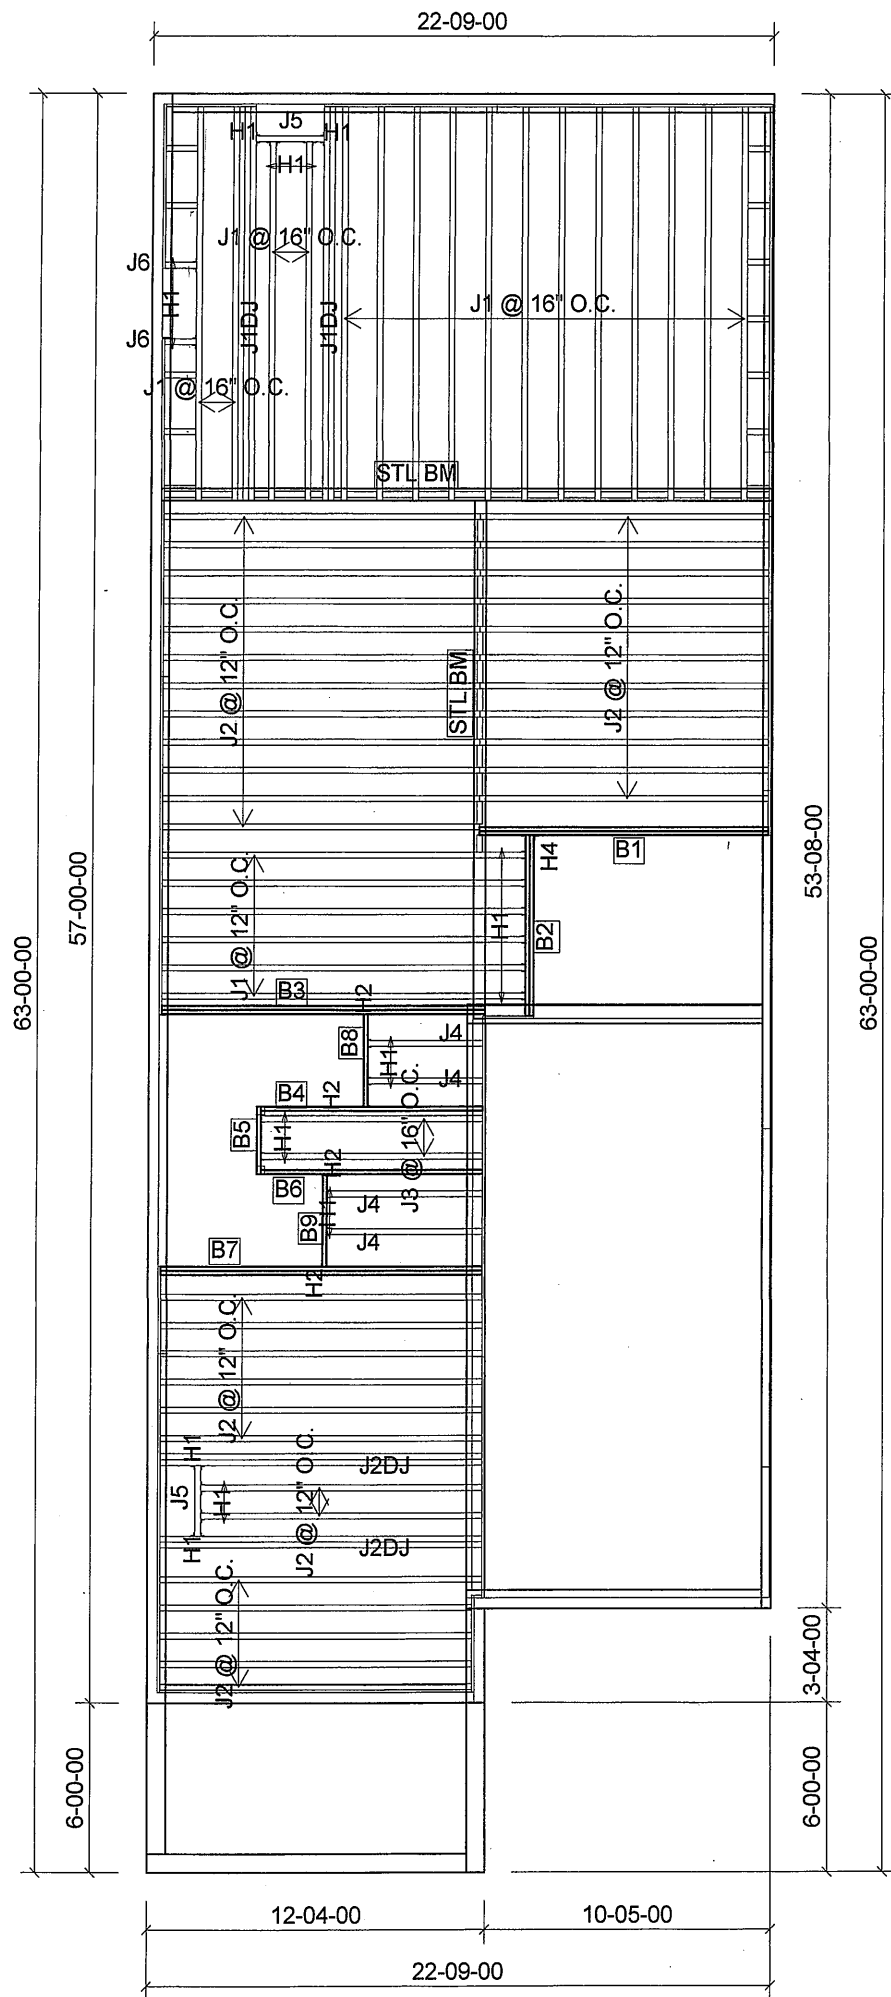 22-09-00
H1
J5
H1
H1
J1 @ 16" O.C.
J6
H1
J6
J1DJ
J1DJ
J1 @ 16" O.C.
J1 @ 16" O.C.
STL BM
J2 @ 12" O.C.
STL BM
J2 @ 12" O.C.
63-00-00
57-00-00
53-08-00
63-00-00
J1 @ 12" O.C.
H1
H4
B1
B2
B3
H2
B8
H1
J4
J4
B4
H2
B5
H1
J3 @ 16" O.C.
B6
H2
B9
H1
J4
J4
B7
H2
J2 @ 12" O.C.
H1
J5
H1
H1
J2 @ 12" O.C.
J2DJ
J2DJ
J2 @ 12" O.C.
3-04-00
6-00-00
6-00-00
12-04-00
10-05-00
22-09-00